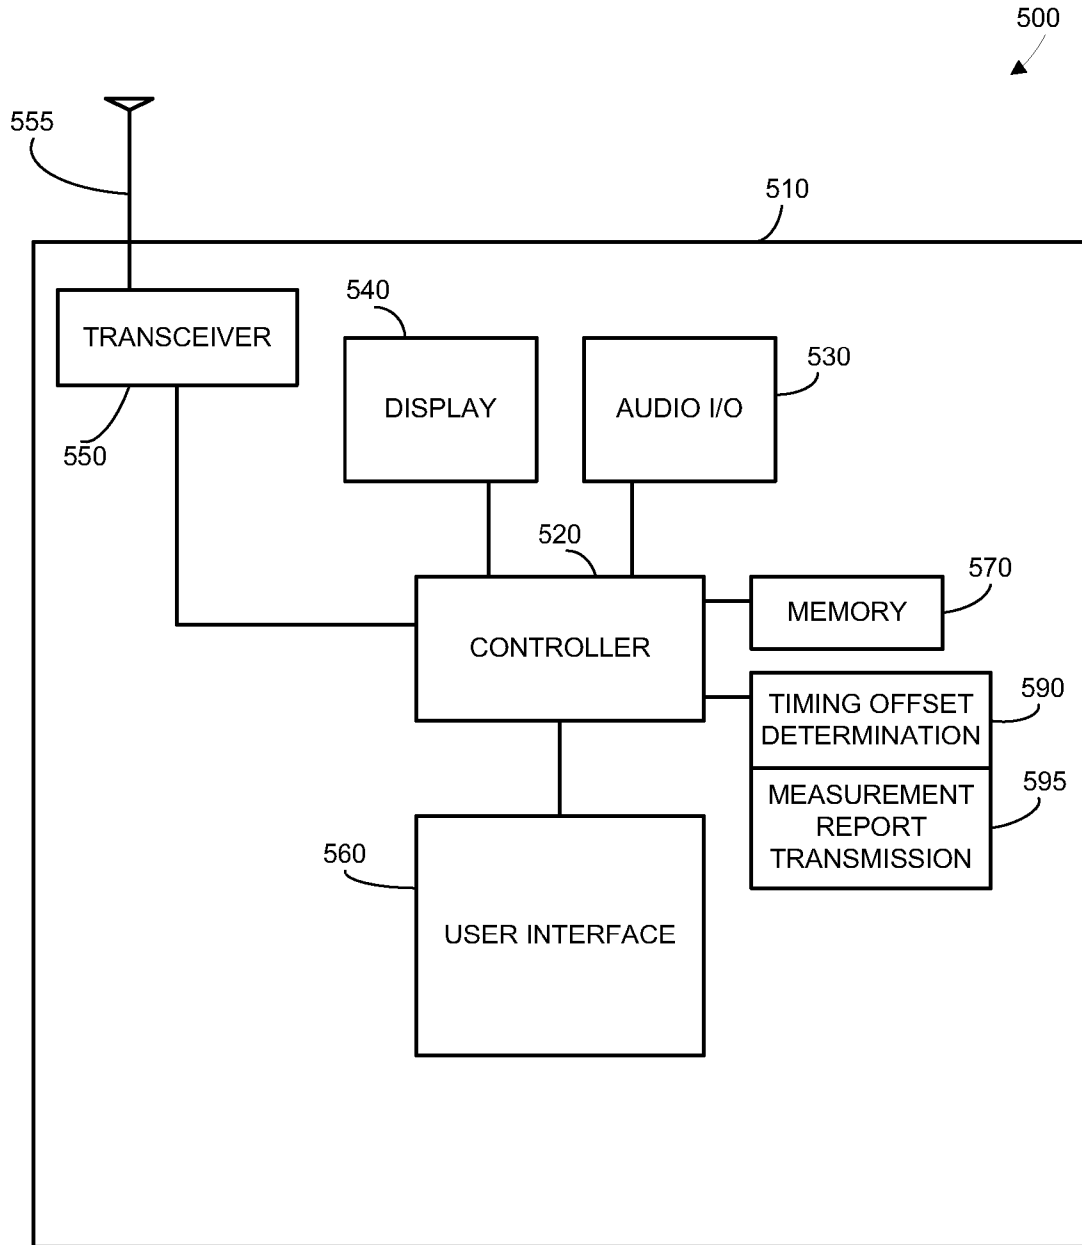 500
555
510
TRANSCEIVER
540
530
DISPLAY
AUDIO I/O
550
520
570
MEMORY
CONTROLLER
590
TIMING OFFSET
DETERMINATION
595
MEASUREMENT
REPORT
TRANSMISSION
560
USER INTERFACE